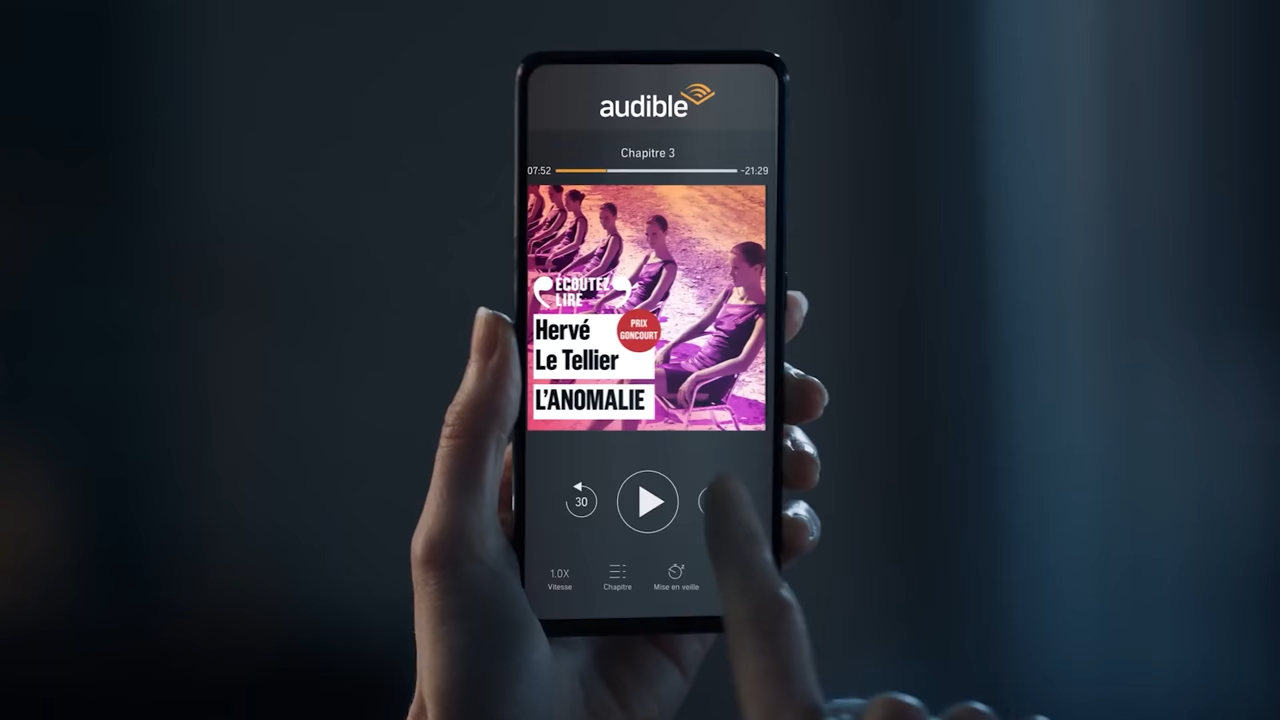 audible
Chapitre 3
07:52
-21:29
ÉCOUTEZ
LIRE
Hervé
Le Tellier
PRIX
GONCOURT
L'ANOMALIE
30
1.0X
Vitesse
Chapitre
Mise en veille